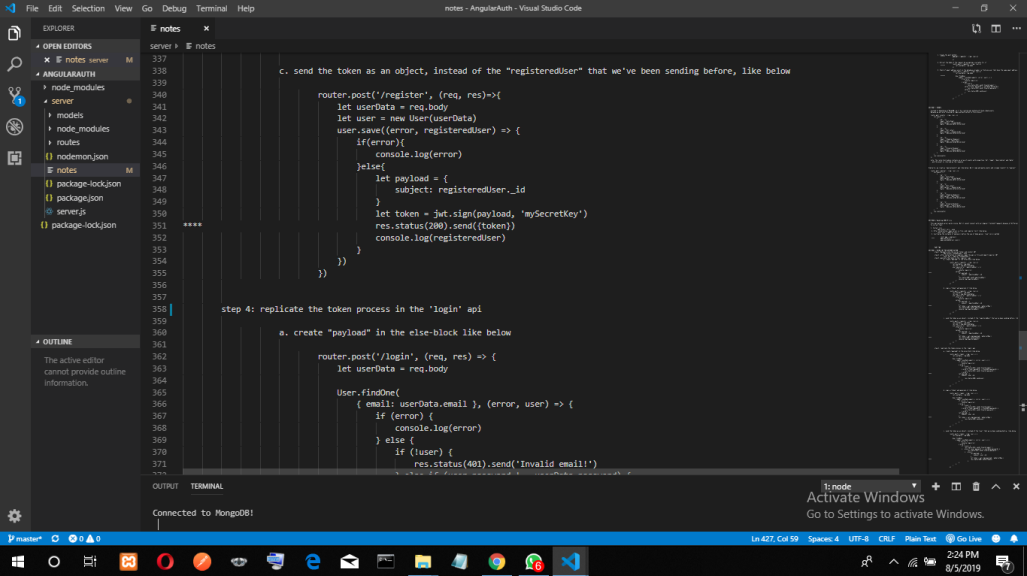 File Edit Selection View Go Debug Terminal Help
notes - AngularAuth - Visual Studio Code
EXPLORER
OPEN EDITORS
notes server M
ANGULARAUTH
node_modules
server
models
node_modules
routes
{} nodemon.json
notes M
{} package-lock.json
{} package.json
server.js
{} package-lock.json
OUTLINE
The active editor
cannot provide outline
information.
notes
server notes
337
338 c. send the token as an object, instead of the "registeredUser" that we've been sending before, like below
339
340 router.post('/register', (req, res)=>{
341 let userData = req.body
342 let user = new User(userData)
343 user.save((error, registeredUser) => {
344 if(error){
345 console.log(error)
346 }else{
347 let payload = {
348 subject: registeredUser._id
349 }
350 let token = jwt.sign(payload, 'mySecretKey')
351 **** res.status(200).send({token})
352 console.log(registeredUser)
353 }
354 })
355 })
356
357
358 step 4: replicate the token process in the 'login' api
359
360 a. create "payload" in the else-block like below
361
362 router.post('/login', (req, res) => {
363 let userData = req.body
364
365 User.findOne(
366 { email: userData.email }, (error, user) => {
367 if (error) {
368 console.log(error)
369 } else {
370 if (!user) {
371 res.status(401).send('Invalid email!')
OUTPUT TERMINAL
1: node
Connected to MongoDB!
Activate Windows
Go to Settings to activate Windows.
master* 0 0
Ln 427, Col 59 Spaces: 4 UTF-8 CRLF Plain Text Go Live
1
6
2:24 PM
8/5/2019
7